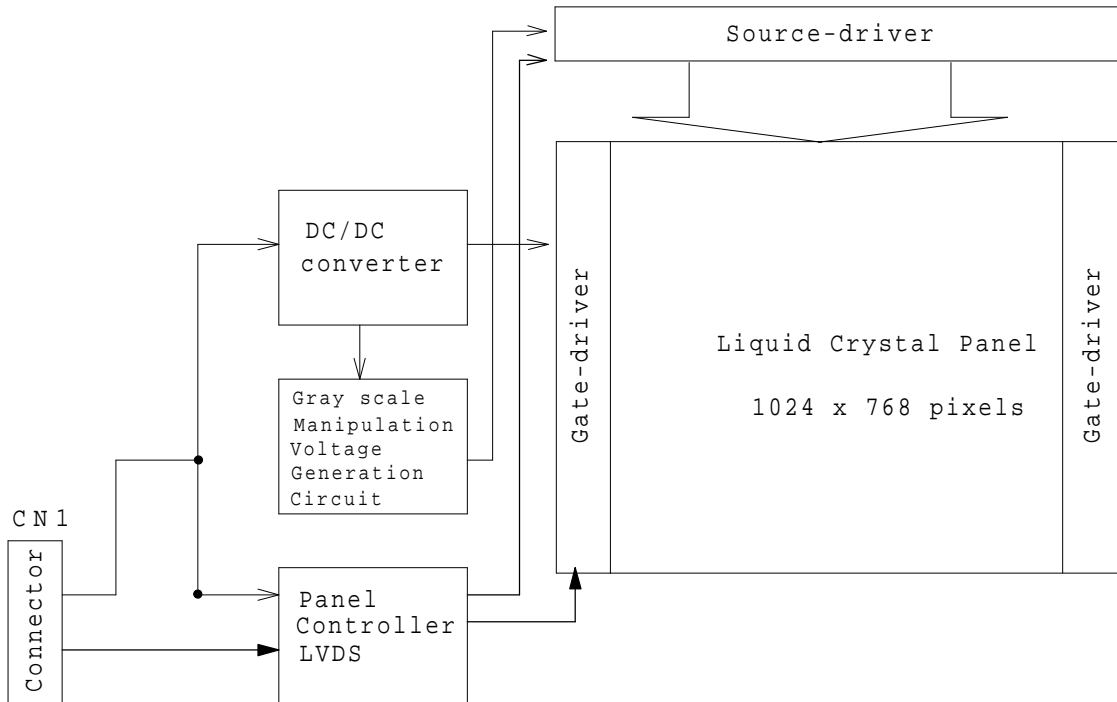 Source-driver
DC/DC
converter
Gate-driver
Liquid Crystal Panel
1024 x 768 pixels
Gate-driver
Gray scale
Manipulation
Voltage
Generation
Circuit
CN1
Connector
Panel
Controller
LVDS